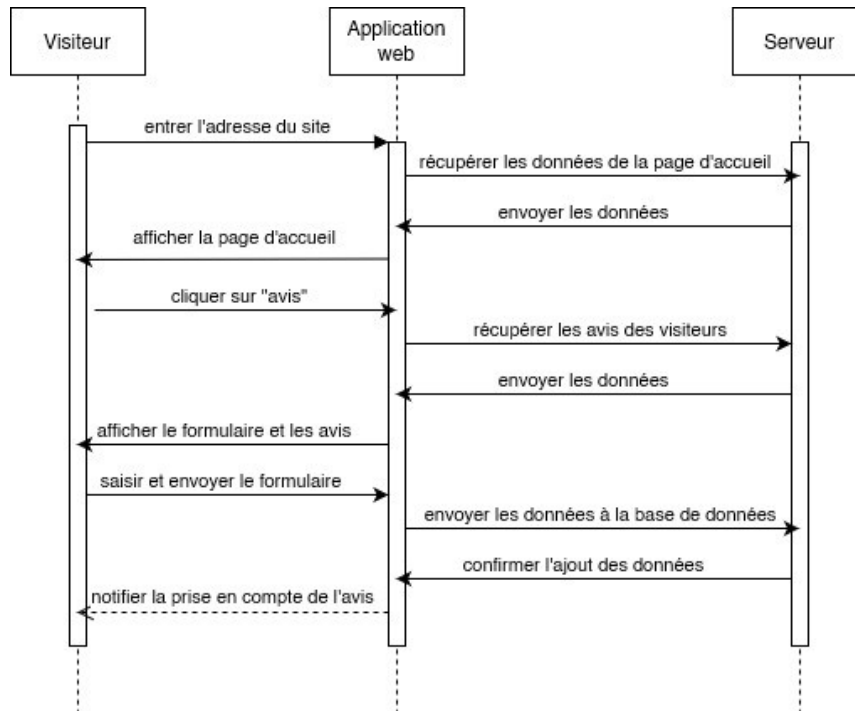 Visiteur
Application
web
Serveur
entrer l'adresse du site
récupérer les données de la page d'accueil
envoyer les données
afficher la page d'accueil
cliquer sur "avis"
récupérer les avis des visiteurs
envoyer les données
afficher le formulaire et les avis
saisir et envoyer le formulaire
envoyer les données à la base de données
confirmer l'ajout des données
notifier la prise en compte de l'avis